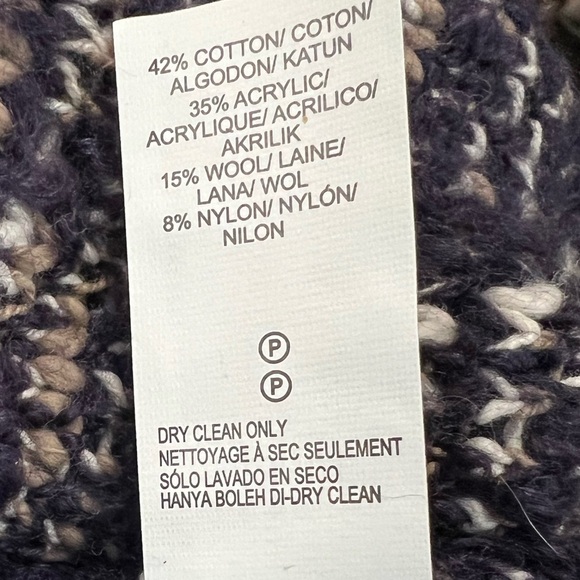 42% COTTON/ COTON/
ALGODON/ KATUN
35% ACRYLIC/
ACRYLIQUE/ ACRILICO/
AKRILIK
15% WOOL/ LAINE/
LANA/ WOL
8% NYLON/ NYLÓN/
NILON
P
P
DRY CLEAN ONLY
NETTOYAGE À SEC SEULEMENT
SÓLO LAVADO EN SECO
HANYA BOLEH DI-DRY CLEAN